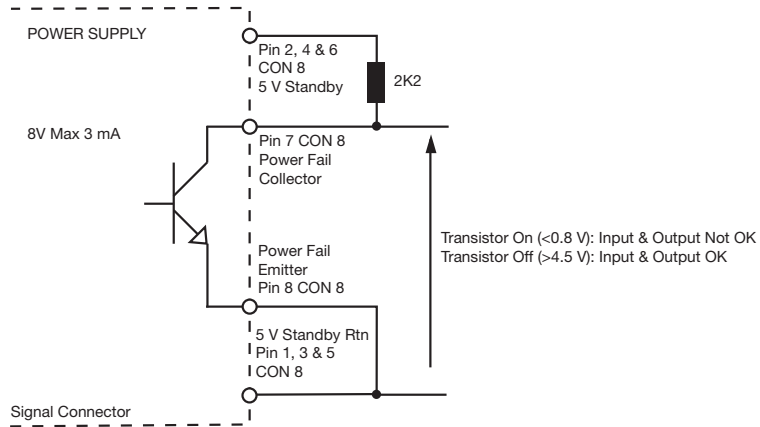 POWER SUPPLY
Pin 2, 4 & 6
CON 8
5 V Standby
2K2
8V Max 3 mA
Pin 7 CON 8
Power Fail
Collector
Transistor On (<0.8 V): Input & Output Not OK
Transistor Off (>4.5 V): Input & Output OK
Power Fail
Emitter
Pin 8 CON 8
5 V Standby Rtn
Pin 1, 3 & 5
CON 8
Signal Connector